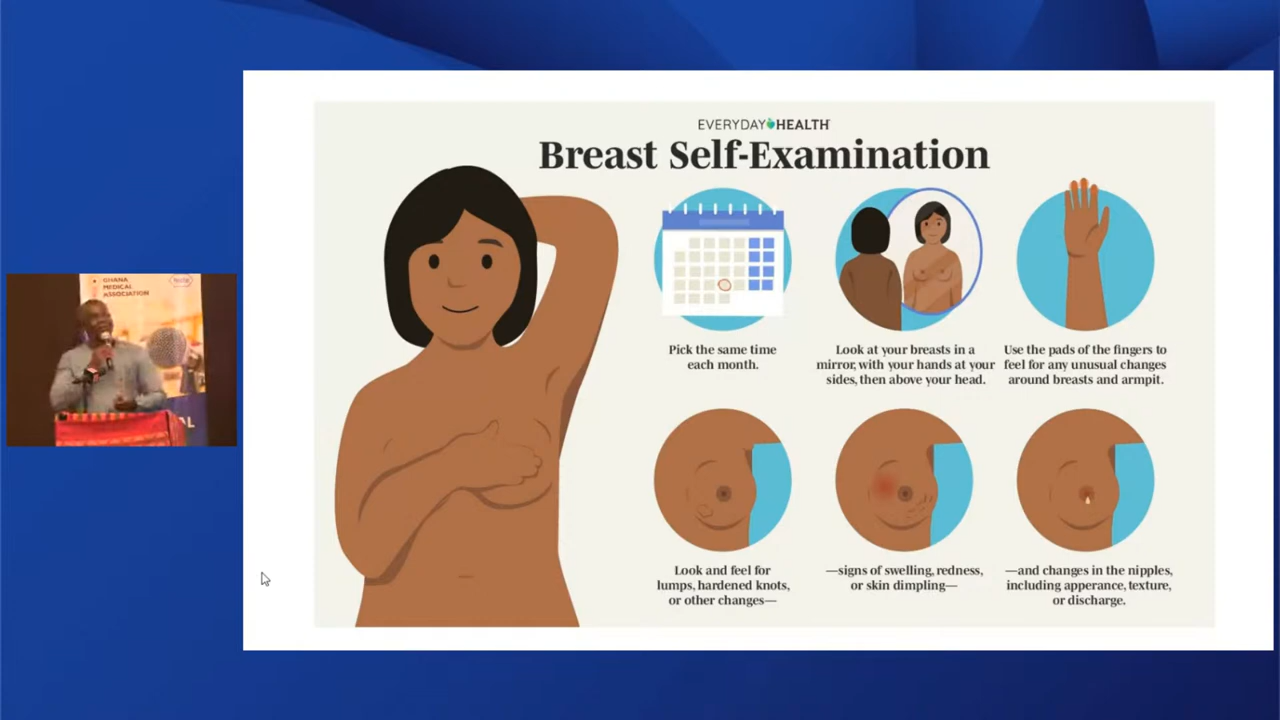 GHANA
MEDICAL
ASSOCIATION
EVERYDAY HEALTH
Breast Self-Examination
Pick the same time
each month.
Look at your breasts in a
mirror, with your hands at your
sides, then above your head.
Use the pads of the fingers to
feel for any unusual changes
around breasts and armpit.
Look and feel for
lumps, hardened knots,
or other changes—
—signs of swelling, redness,
or skin dimpling—
—and changes in the nipples,
including apperance, texture,
or discharge.